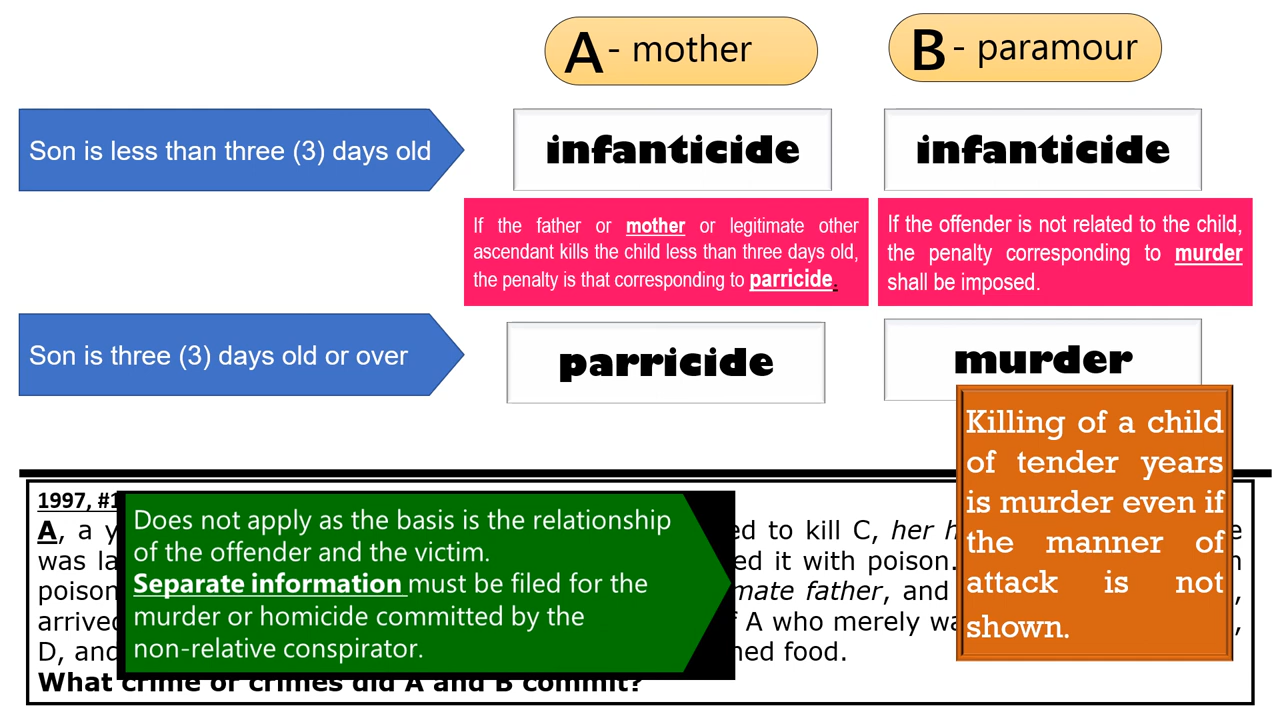 A - mother
B - paramour
Son is less than three (3) days old
infanticide
infanticide
If the father or mother or legitimate other
ascendant kills the child less than three days old,
the penalty is that corresponding to parricide.
If the offender is not related to the child,
the penalty corresponding to murder
shall be imposed.
Son is three (3) days old or over
parricide
murder
Killing of a child
of tender years
is murder even if
the manner of
attack is not
shown.
Does not apply as the basis is the relationship
of the offender and the victim.
Separate information must be filed for the
murder or homicide committed by the
non-relative conspirator.
1997, #1
A, a y ed to kill C, her h e
was la ed it with poison. n
poison mate father, and ,
arrived f A who merely wa ,
D, and ned food.
What crime or crimes did A and B commit?